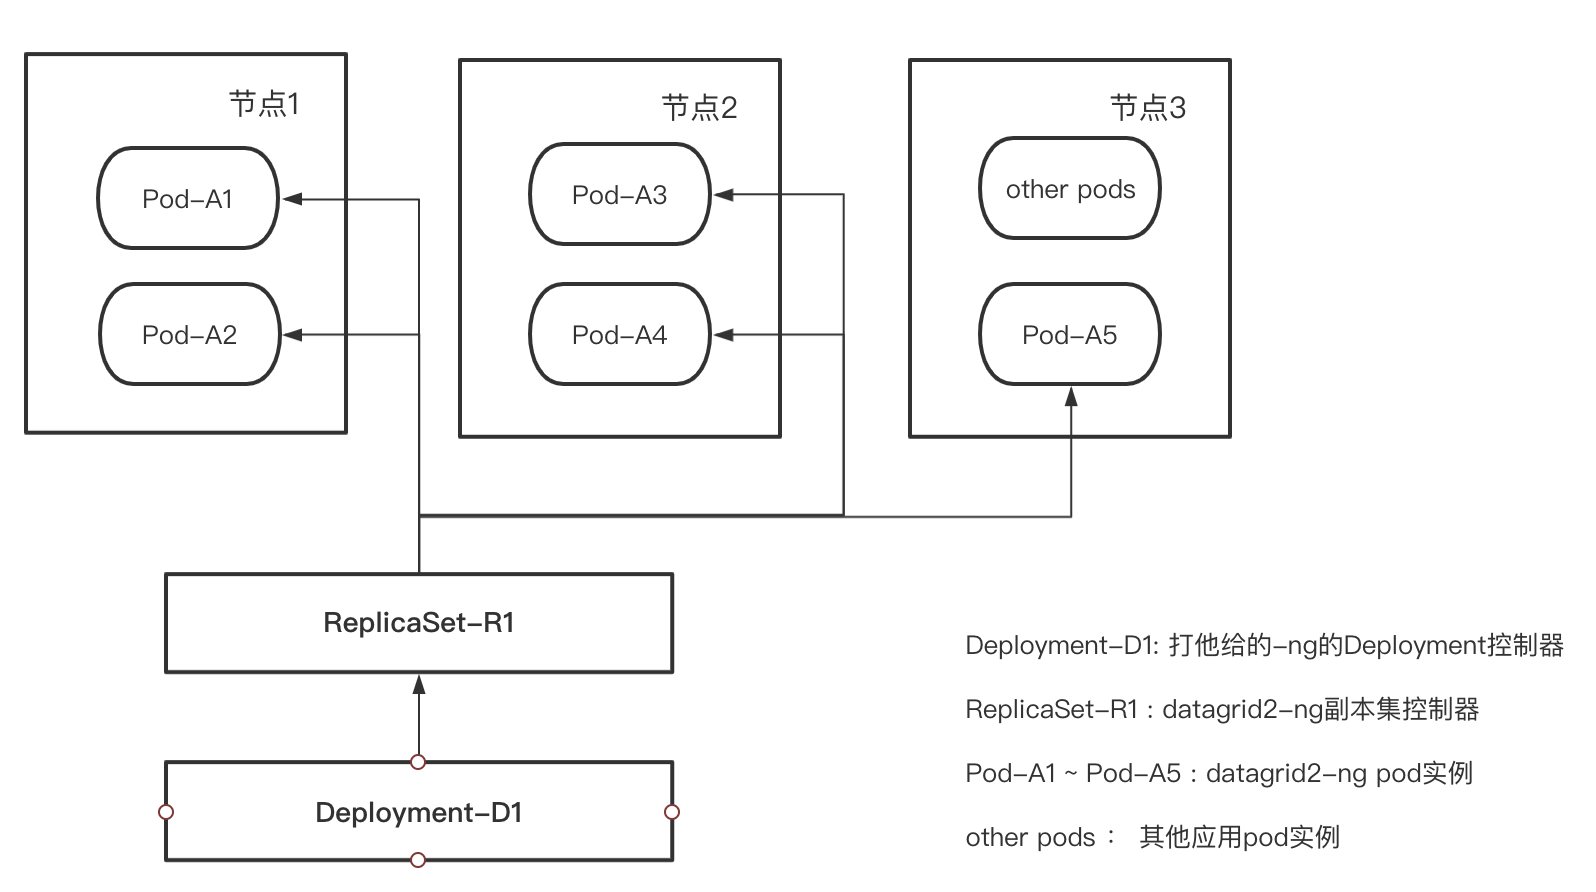 节点1
节点2
节点3
Pod-A1
Pod-A3
other pods
Pod-A2
Pod-A4
Pod-A5
ReplicaSet-R1
Deployment-D1
Deployment-D1: 打他给的-ng的Deployment控制器
ReplicaSet-R1 : datagrid2-ng副本集控制器
Pod-A1 ~ Pod-A5 : datagrid2-ng pod实例
other pods ： 其他应用pod实例